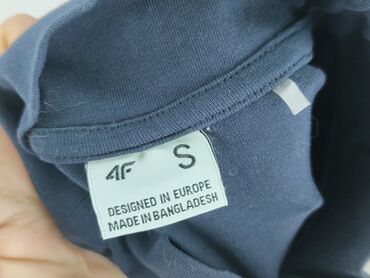 4F S
DESIGNED IN EUROPE
MADE IN BANGLADESH